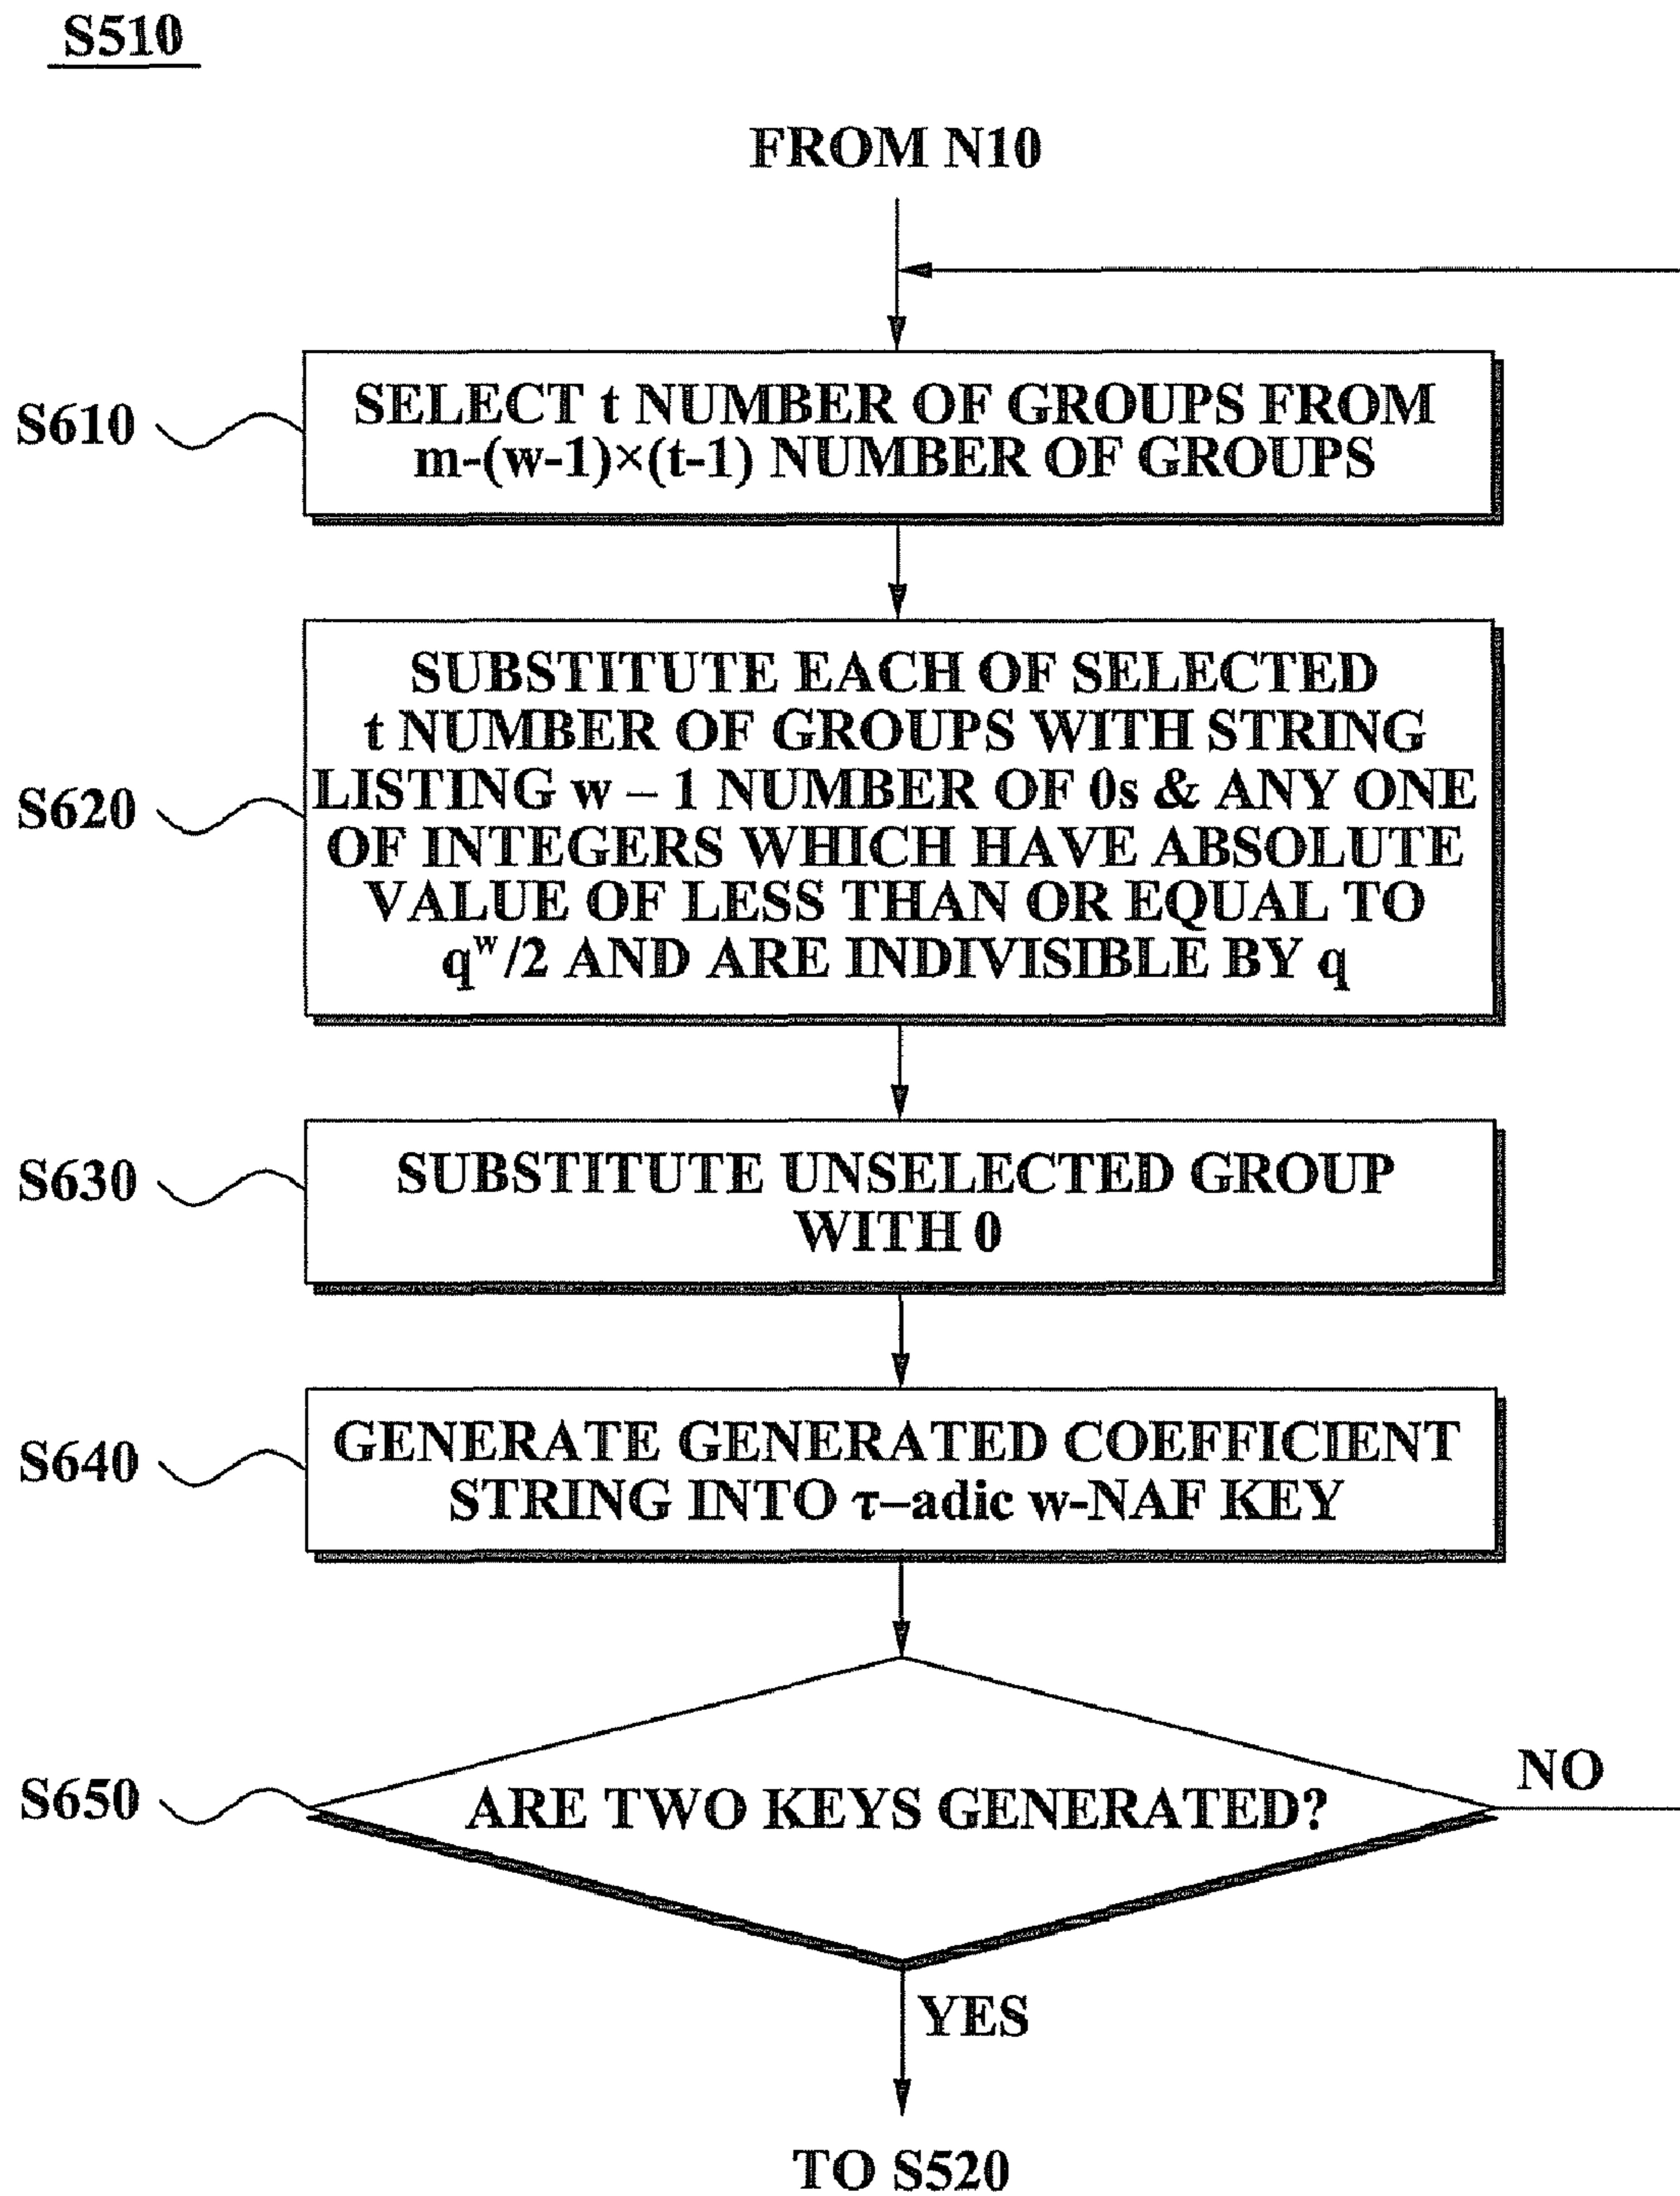 S510
FROM N10
S610
SELECT t NUMBER OF GROUPS FROM
m-(w-1)×(t-1) NUMBER OF GROUPS
S620
SUBSTITUTE EACH OF SELECTED
t NUMBER OF GROUPS WITH STRING
LISTING w – 1 NUMBER OF 0s & ANY ONE
OF INTEGERS WHICH HAVE ABSOLUTE
VALUE OF LESS THAN OR EQUAL TO
qʷ/2 AND ARE INDIVISIBLE BY q
S630
SUBSTITUTE UNSELECTED GROUP
WITH 0
S640
GENERATE GENERATED COEFFICIENT
STRING INTO τ–adic w-NAF KEY
S650
ARE TWO KEYS GENERATED?
NO
YES
TO S520